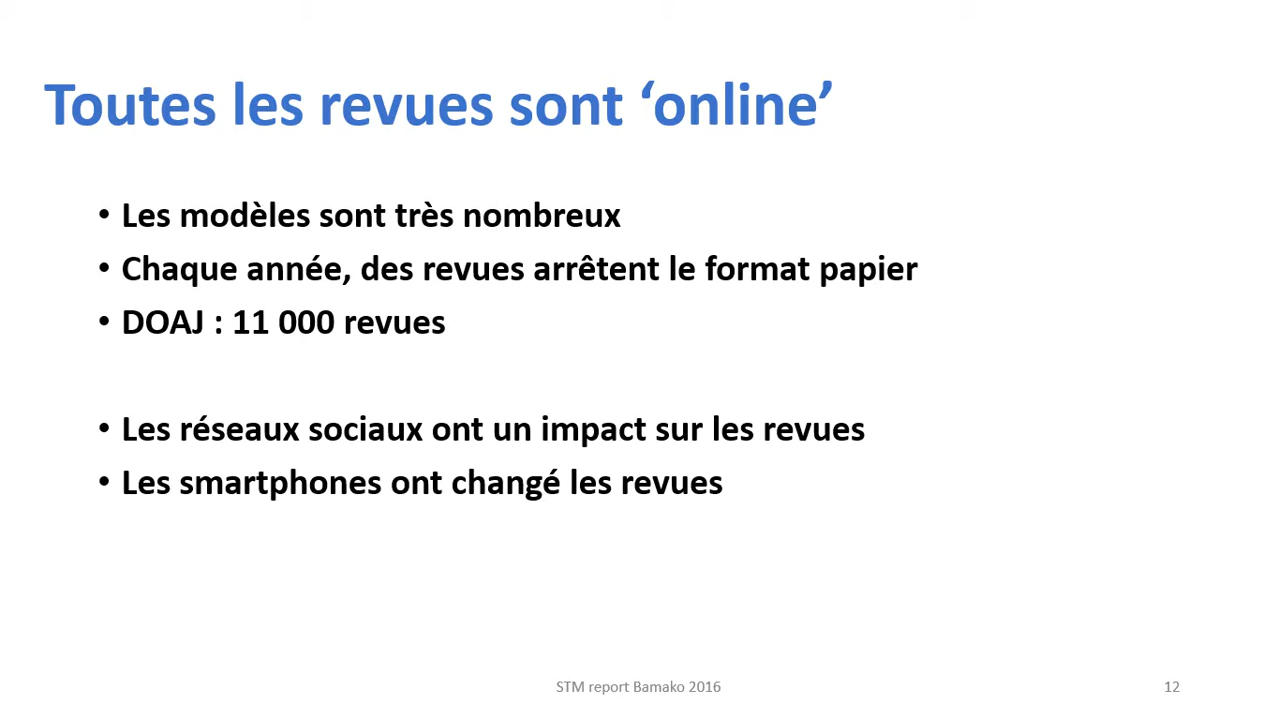 Toutes les revues sont ‘online’
• Les modèles sont très nombreux
• Chaque année, des revues arrêtent le format papier
• DOAJ : 11 000 revues
• Les réseaux sociaux ont un impact sur les revues
• Les smartphones ont changé les revues
STM report Bamako 2016
12